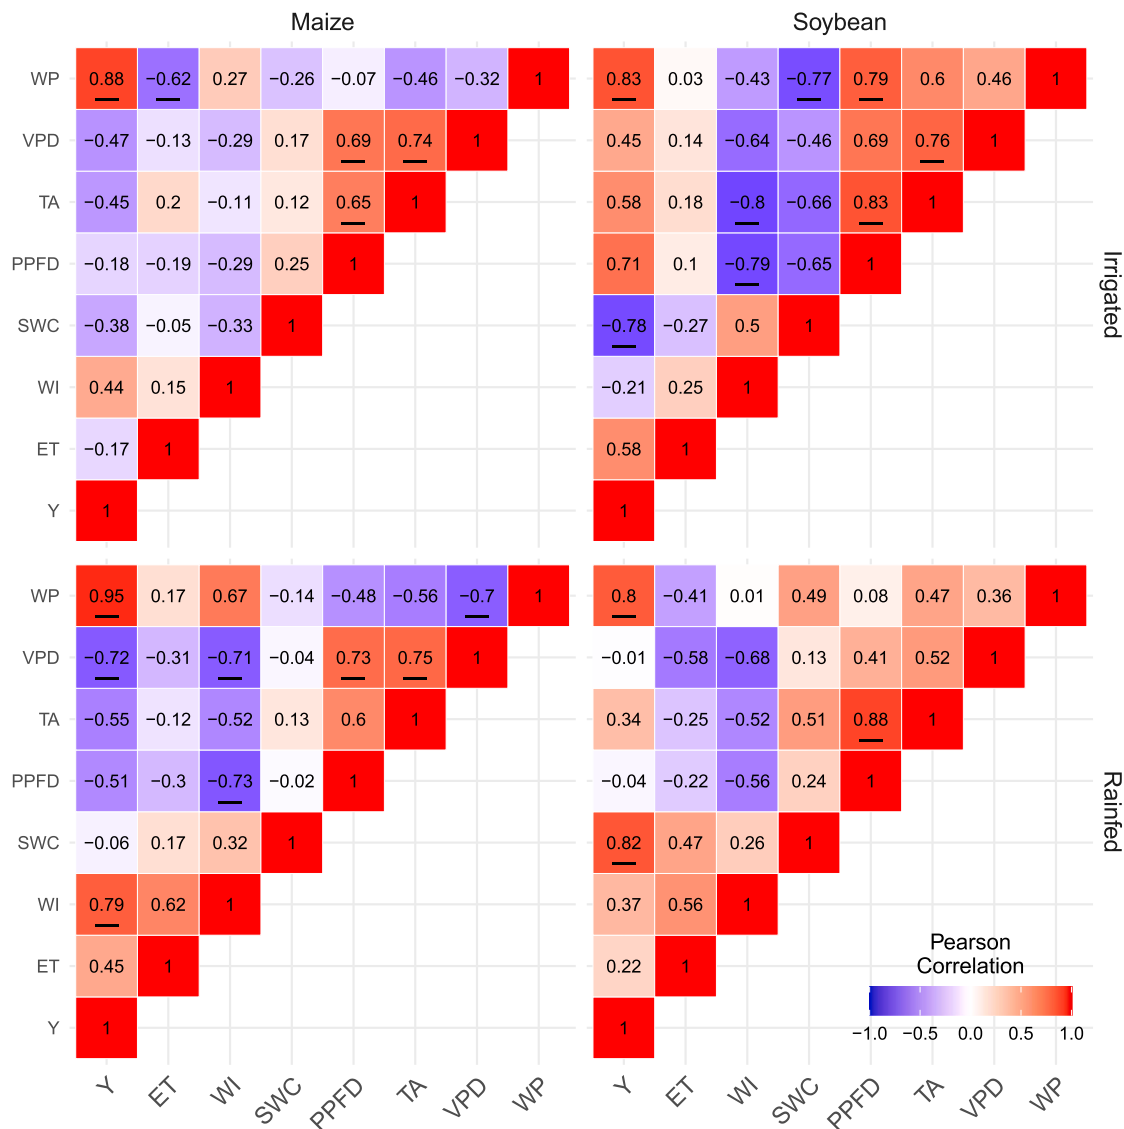 Maize Soybean
WP 0.88 −0.62 0.27 −0.26 −0.07 −0.46 −0.32 1 0.83 0.03 −0.43 −0.77 0.79 0.6 0.46 1
VPD −0.47 −0.13 −0.29 0.17 0.69 0.74 1 0.45 0.14 −0.64 −0.46 0.69 0.76 1
TA −0.45 0.2 −0.11 0.12 0.65 1 0.58 0.18 −0.8 −0.66 0.83 1
PPFD −0.18 −0.19 −0.29 0.25 1 0.71 0.1 −0.79 −0.65 1
Irrigated
SWC −0.38 −0.05 −0.33 1 −0.78 −0.27 0.5 1
WI 0.44 0.15 1 −0.21 0.25 1
ET −0.17 1 0.58 1
Y 1 1
WP 0.95 0.17 0.67 −0.14 −0.48 −0.56 −0.7 1 0.8 −0.41 0.01 0.49 0.08 0.47 0.36 1
VPD −0.72 −0.31 −0.71 −0.04 0.73 0.75 1 −0.01 −0.58 −0.68 0.13 0.41 0.52 1
TA −0.55 −0.12 −0.52 0.13 0.6 1 0.34 −0.25 −0.52 0.51 0.88 1
PPFD −0.51 −0.3 −0.73 −0.02 1 −0.04 −0.22 −0.56 0.24 1
Rainfed
SWC −0.06 0.17 0.32 1 0.82 0.47 0.26 1
WI 0.79 0.62 1 0.37 0.56 1
ET 0.45 1 0.22 1
Y 1 1
Pearson
Correlation
−1.0 −0.5 0.0 0.5 1.0
Y ET WI SWC PPFD TA VPD WP Y ET WI SWC PPFD TA VPD WP